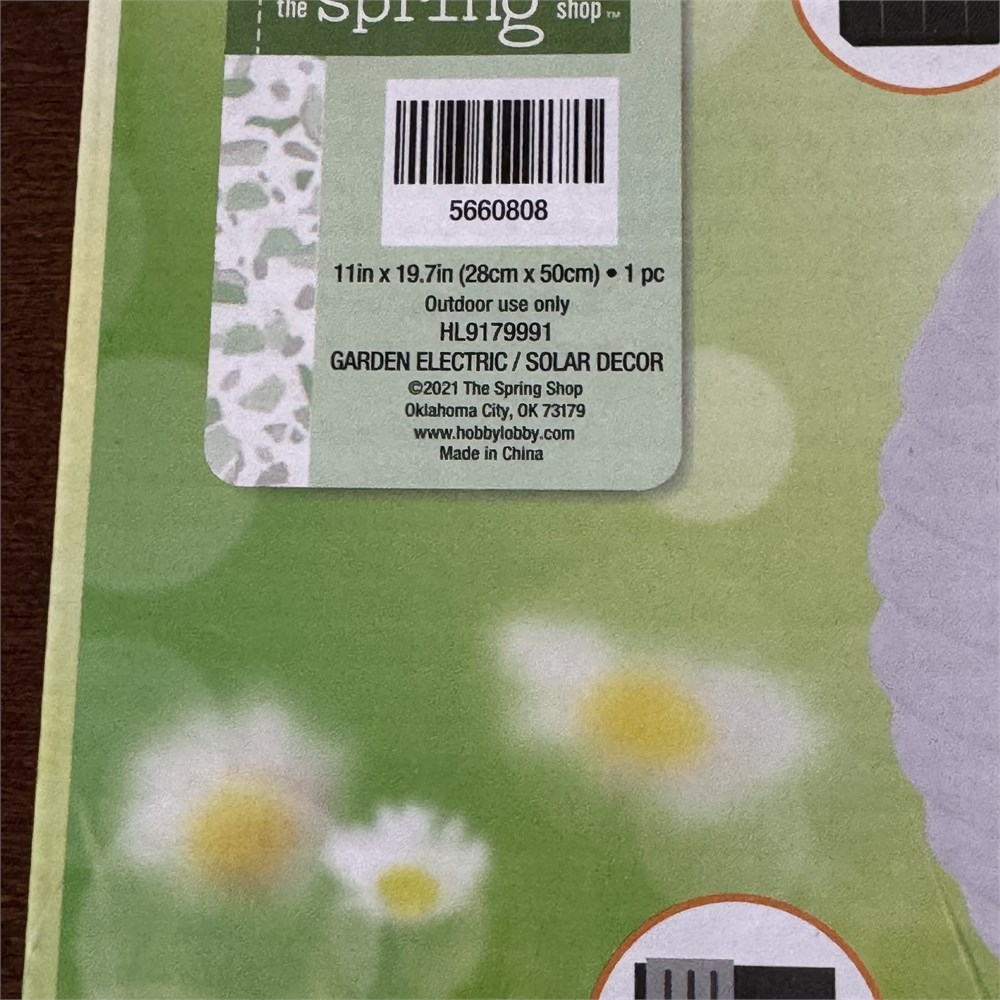 the spring shop™
5660808
11in x 19.7in (28cm x 50cm) • 1 pc
Outdoor use only
HL9179991
GARDEN ELECTRIC / SOLAR DECOR
©2021 The Spring Shop
Oklahoma City, OK 73179
www.hobbylobby.com
Made in China